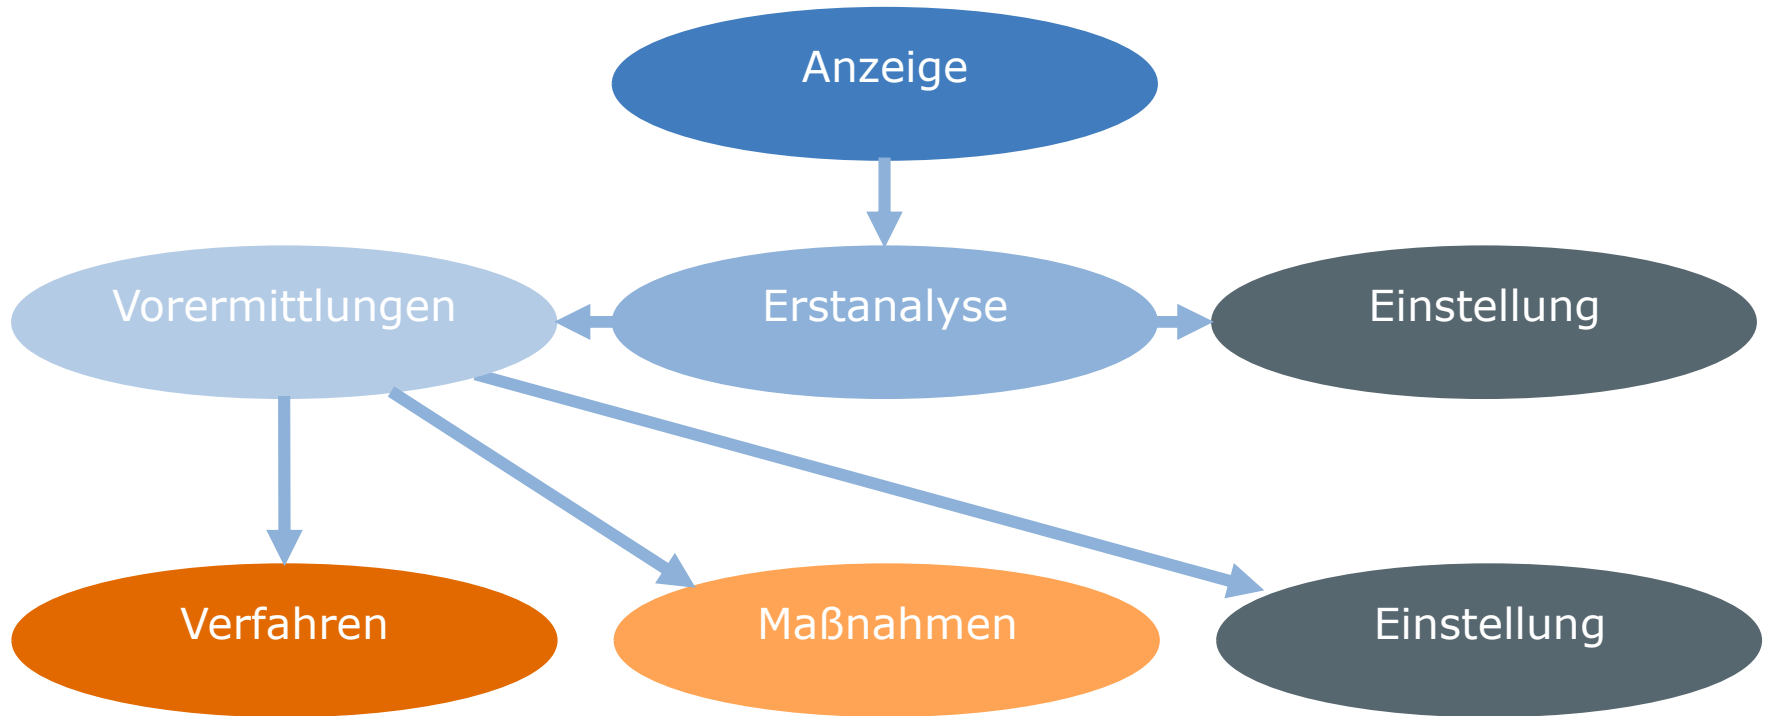 Anzeige
Vorermittlungen
Erstanalyse
Einstellung
Verfahren
Maßnahmen
Einstellung